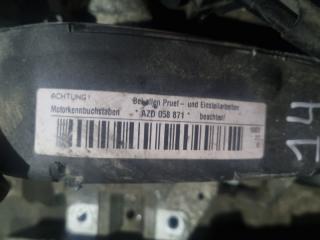 ACHTUNG! Bei allen Pruef- und Einstellarbeiten
Motorkennbuchstaben AZD 058 871 beachten!
14